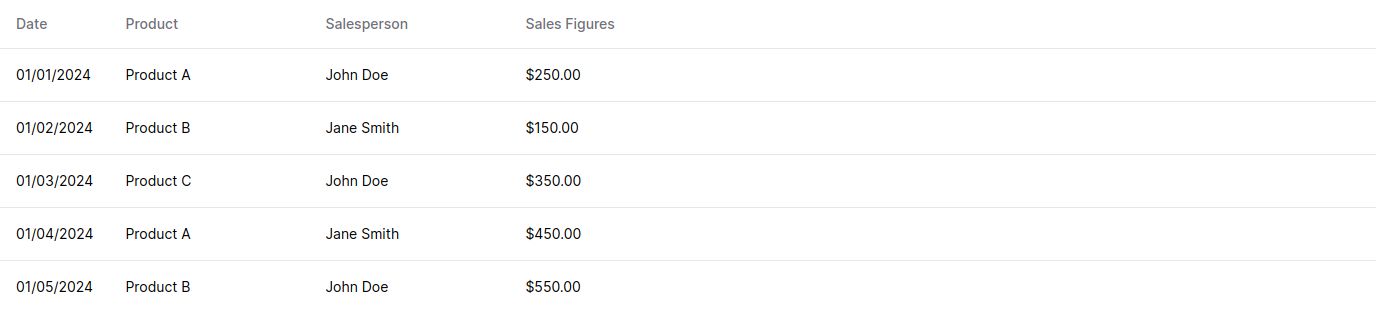 Date Product Salesperson Sales Figures
01/01/2024 Product A John Doe $250.00
01/02/2024 Product B Jane Smith $150.00
01/03/2024 Product C John Doe $350.00
01/04/2024 Product A Jane Smith $450.00
01/05/2024 Product B John Doe $550.00